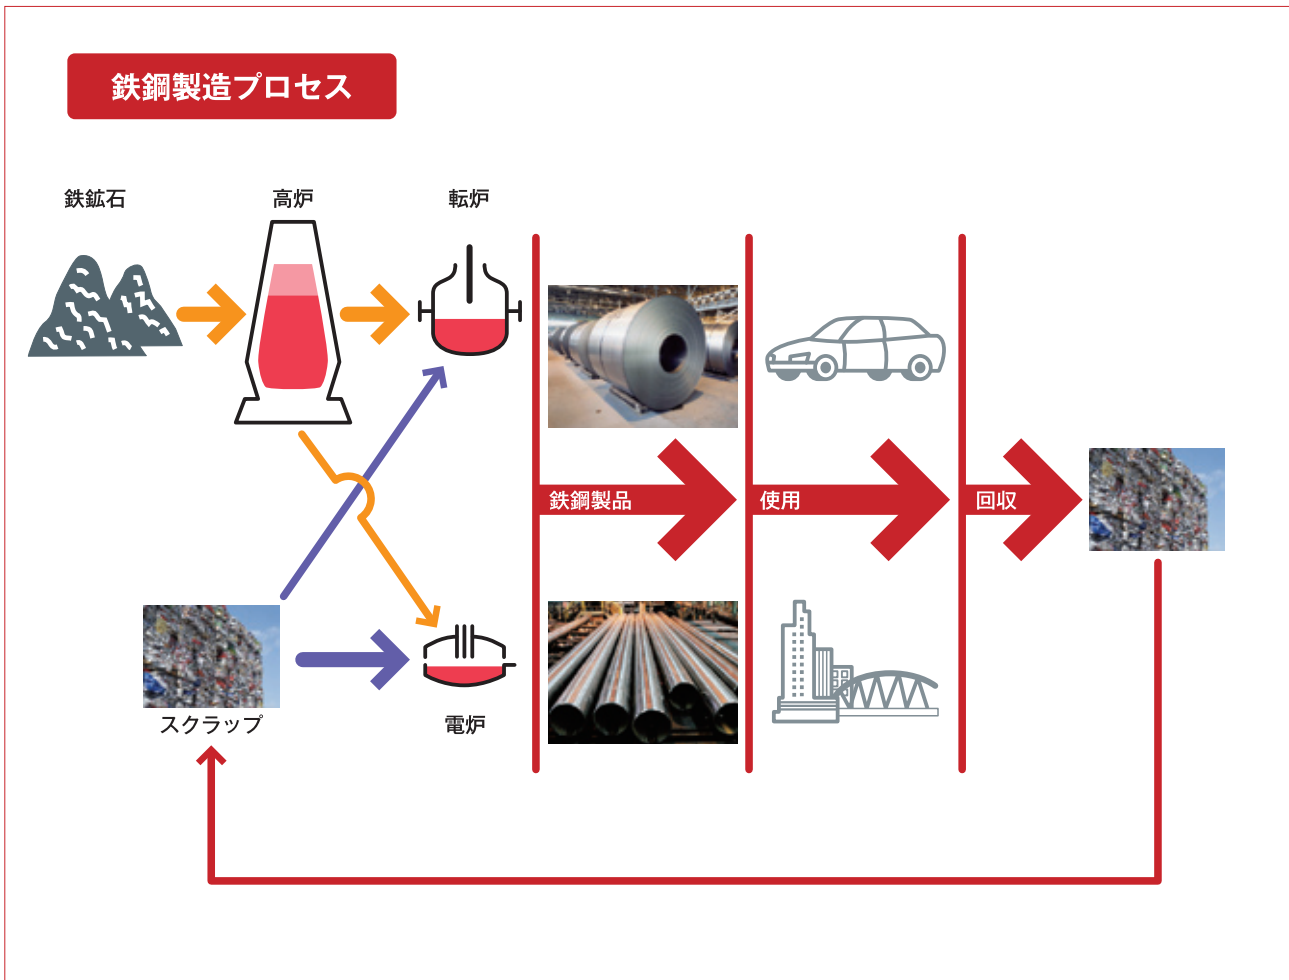 鉄鋼製造プロセス
鉄鉱石
高炉
転炉
鉄鋼製品
使用
回収
スクラップ
電炉